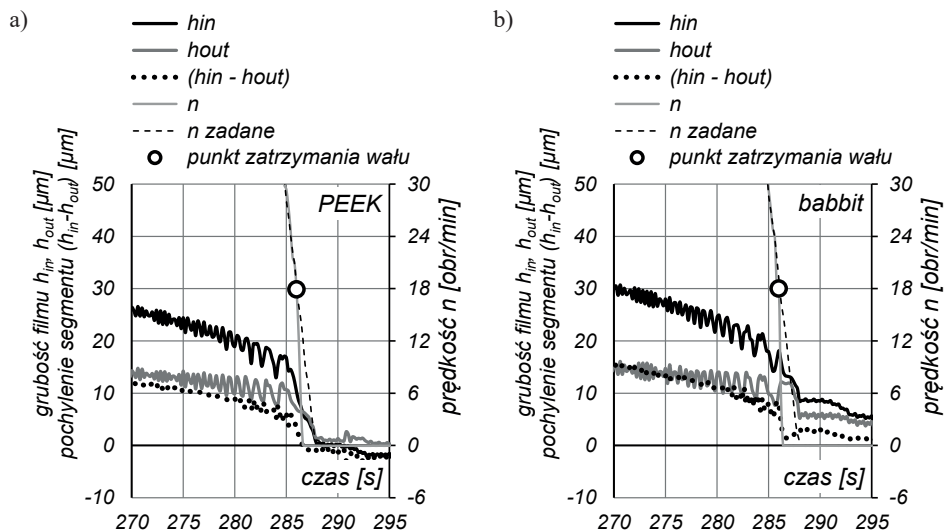 a)
hin
hout
(hin - hout)
n
n zadane
punkt zatrzymania wału
grubość filmu h_in, h_out [µm]
pochylenie segmentu (h_in-h_out) [µm]
50
40
30
20
10
0
-10
PEEK
30
24
18
12
6
0
-6
prędkość n [obr/min]
czas [s]
270 275 280 285 290 295
b)
hin
hout
(hin - hout)
n
n zadane
punkt zatrzymania wału
grubość filmu h_in, h_out [µm]
pochylenie segmentu (h_in-h_out) [µm]
50
40
30
20
10
0
-10
babbit
30
24
18
12
6
0
-6
prędkość n [obr/min]
czas [s]
270 275 280 285 290 295